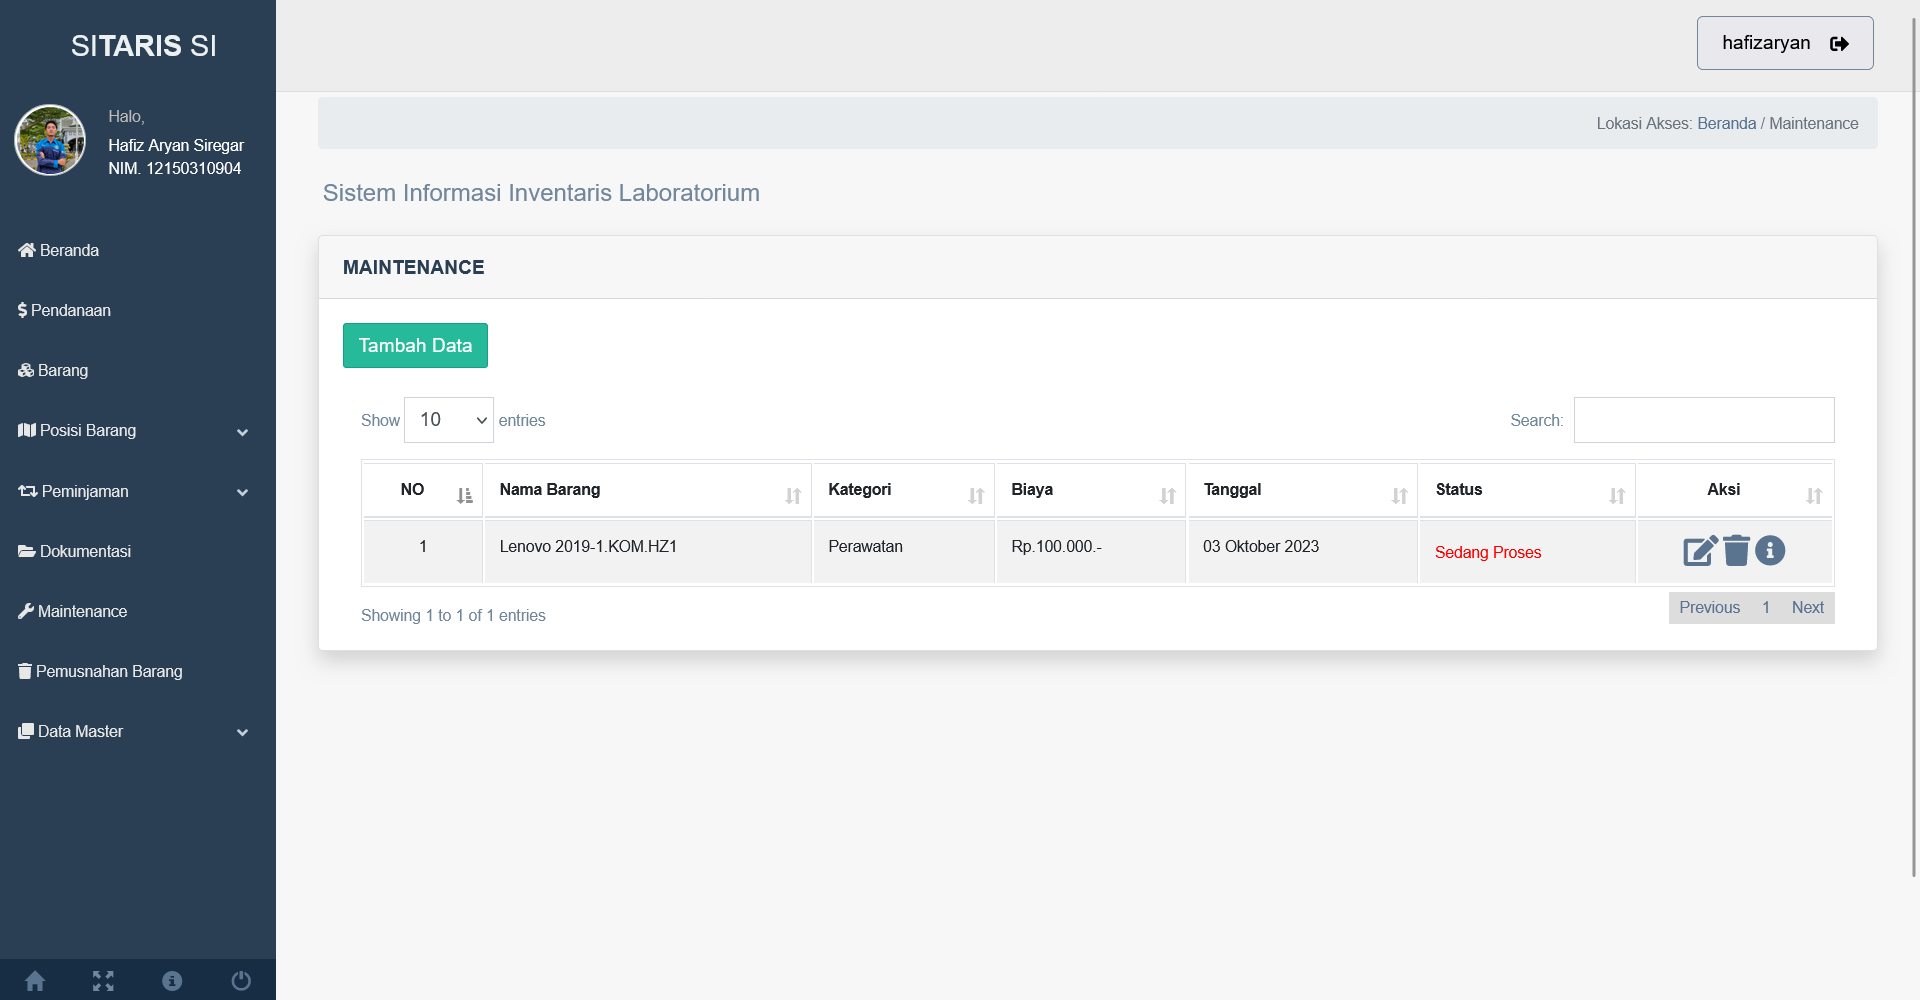 SITARIS SI
hafizaryan
Halo,
Hafiz Aryan Siregar
NIM. 12150310904
Lokasi Akses: Beranda / Maintenance
Sistem Informasi Inventaris Laboratorium
Beranda
Pendanaan
Barang
Posisi Barang
Peminjaman
Dokumentasi
Maintenance
Pemusnahan Barang
Data Master
MAINTENANCE
Tambah Data
Show 10 entries
Search:
NO Nama Barang Kategori Biaya Tanggal Status Aksi
1 Lenovo 2019-1.KOM.HZ1 Perawatan Rp.100.000.- 03 Oktober 2023 Sedang Proses
Showing 1 to 1 of 1 entries
Previous 1 Next